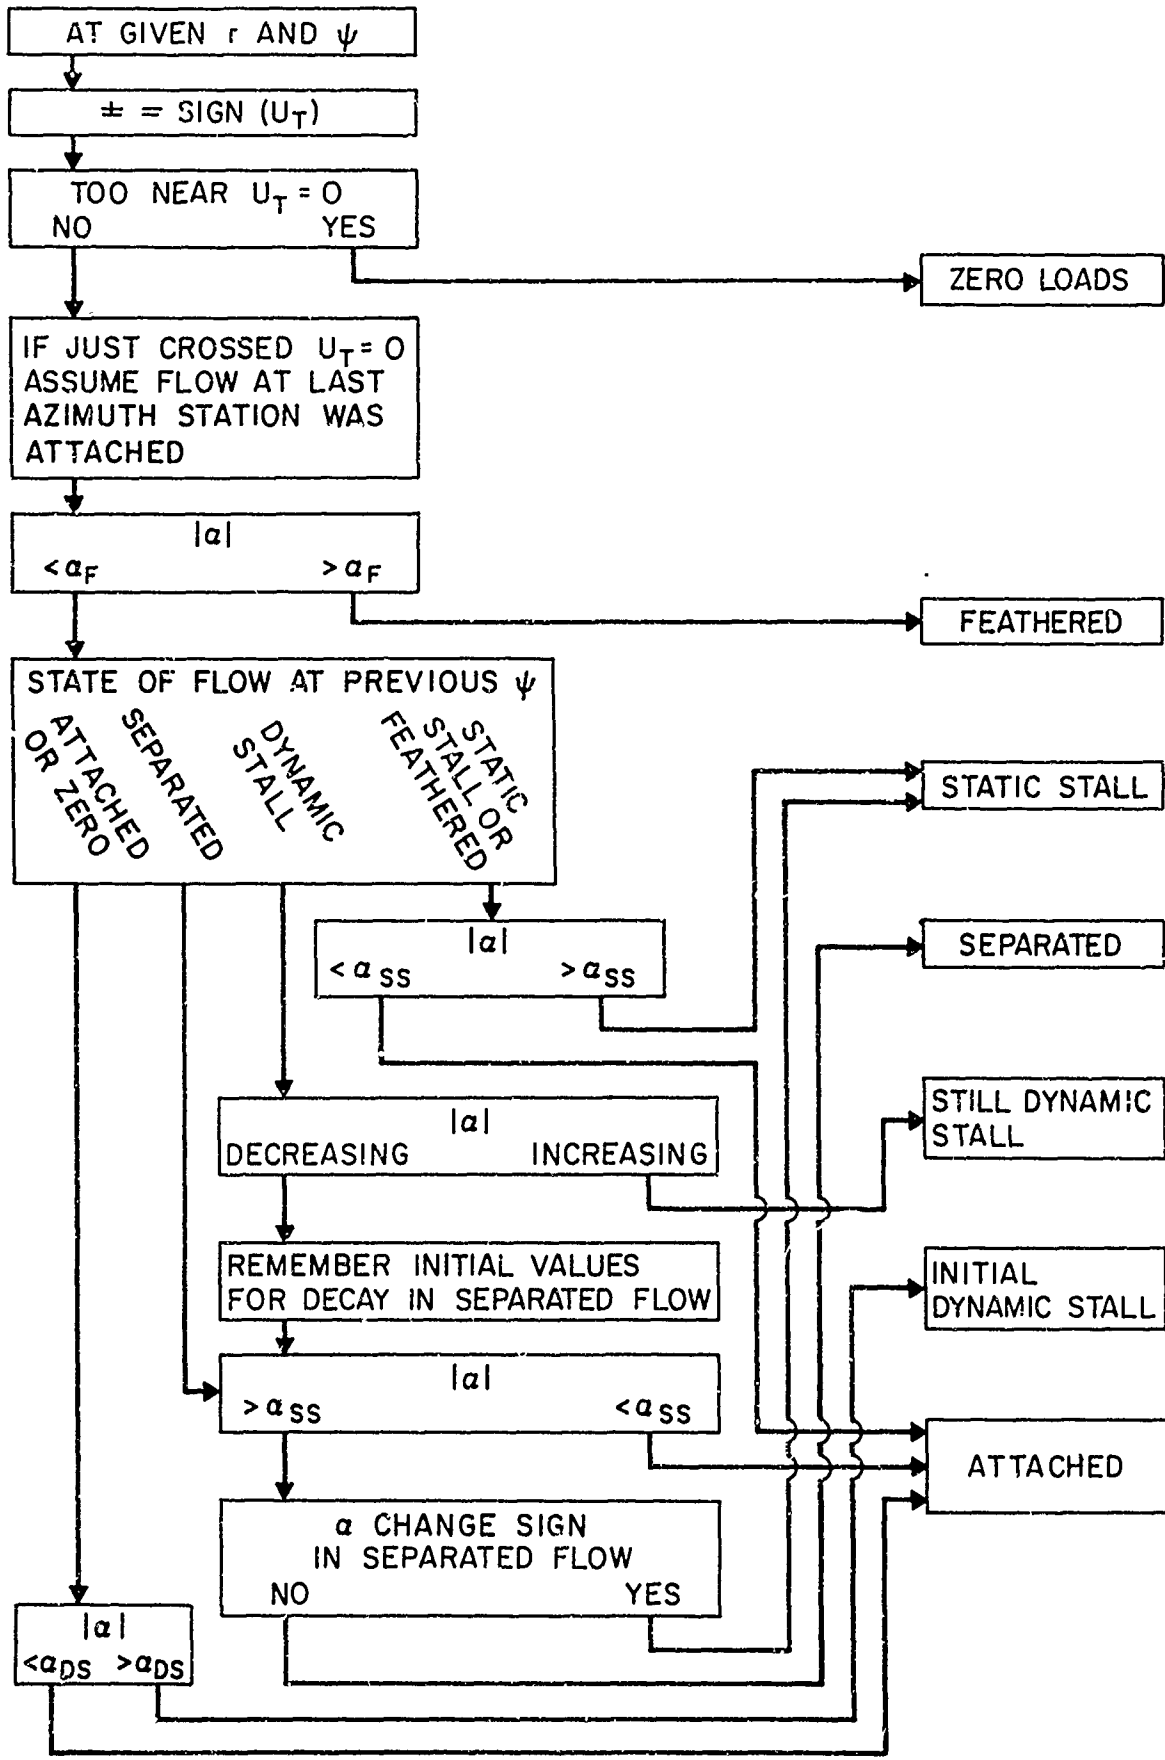 AT GIVEN r AND ψ
± = SIGN (U_T)
TOO NEAR U_T = 0
NO YES
ZERO LOADS
IF JUST CROSSED U_T = 0
ASSUME FLOW AT LAST
AZIMUTH STATION WAS
ATTACHED
|α|
< α_F > α_F
FEATHERED
STATE OF FLOW AT PREVIOUS ψ
ATTACHED
OR ZERO
SEPARATED
DYNAMIC
STALL
STATIC
STALL OR
FEATHERED
STATIC STALL
|α|
< α_SS > α_SS
SEPARATED
|α|
DECREASING INCREASING
STILL DYNAMIC
STALL
REMEMBER INITIAL VALUES
FOR DECAY IN SEPARATED FLOW
INITIAL
DYNAMIC STALL
|α|
> α_SS < α_SS
ATTACHED
α CHANGE SIGN
IN SEPARATED FLOW
NO YES
|α|
< α_DS > α_DS